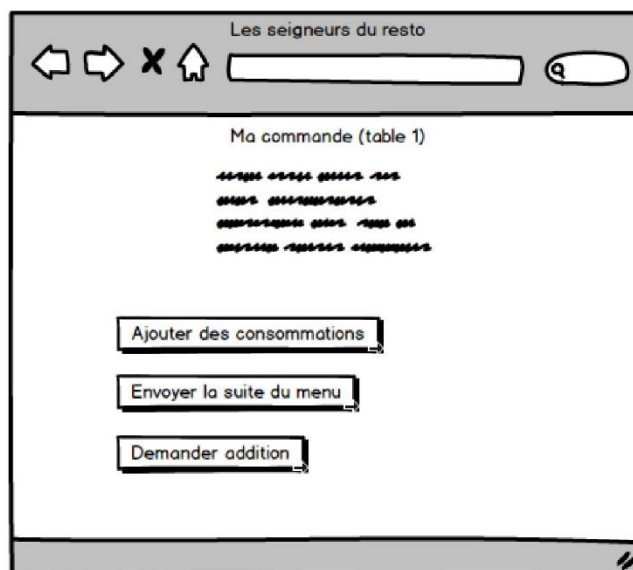 Les seigneurs du resto
Ma commande (table 1)
Ajouter des consommations
Envoyer la suite du menu
Demander addition